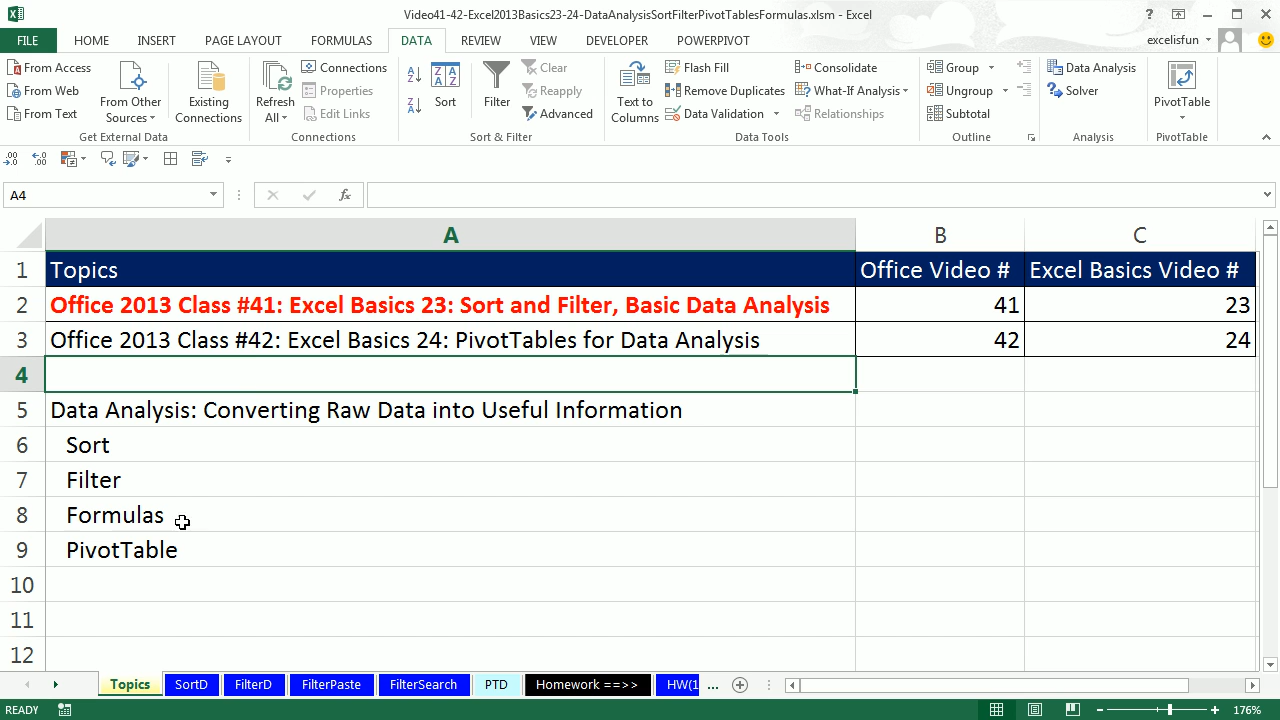 Video41-42-Excel2013Basics23-24-DataAnalysisSortFilterPivotTablesFormulas.xlsm - Excel
FILE HOME INSERT PAGE LAYOUT FORMULAS DATA REVIEW VIEW DEVELOPER POWERPIVOT excelisfun
From Access
From Web
From Text
From Other Sources
Existing Connections
Get External Data
Refresh All
Connections
Properties
Edit Links
Connections
Sort
Filter
Clear
Reapply
Advanced
Sort & Filter
Text to Columns
Flash Fill
Remove Duplicates
Data Validation
Consolidate
What-If Analysis
Relationships
Data Tools
Group
Ungroup
Subtotal
Outline
Data Analysis
Solver
Analysis
PivotTable
PivotTable
A4 fx
A B C
1 Topics Office Video # Excel Basics Video #
2 Office 2013 Class #41: Excel Basics 23: Sort and Filter, Basic Data Analysis 41 23
3 Office 2013 Class #42: Excel Basics 24: PivotTables for Data Analysis 42 24
4
5 Data Analysis: Converting Raw Data into Useful Information
6 Sort
7 Filter
8 Formulas
9 PivotTable
10
11
12
Topics SortD FilterD FilterPaste FilterSearch PTD Homework ==>> HW(1 ...
READY 176%